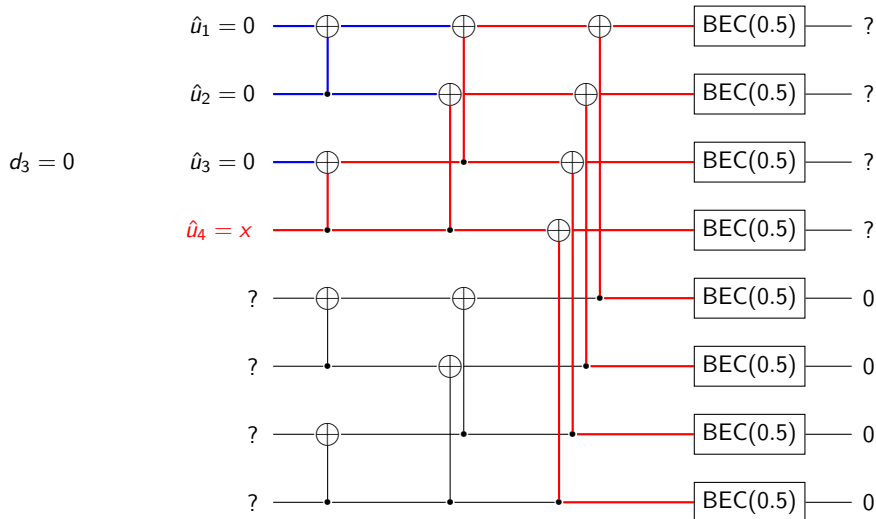 û₁ = 0 BEC(0.5) ?
û₂ = 0 BEC(0.5) ?
d₃ = 0 û₃ = 0 BEC(0.5) ?
û₄ = x BEC(0.5) ?
? BEC(0.5) 0
? BEC(0.5) 0
? BEC(0.5) 0
? BEC(0.5) 0